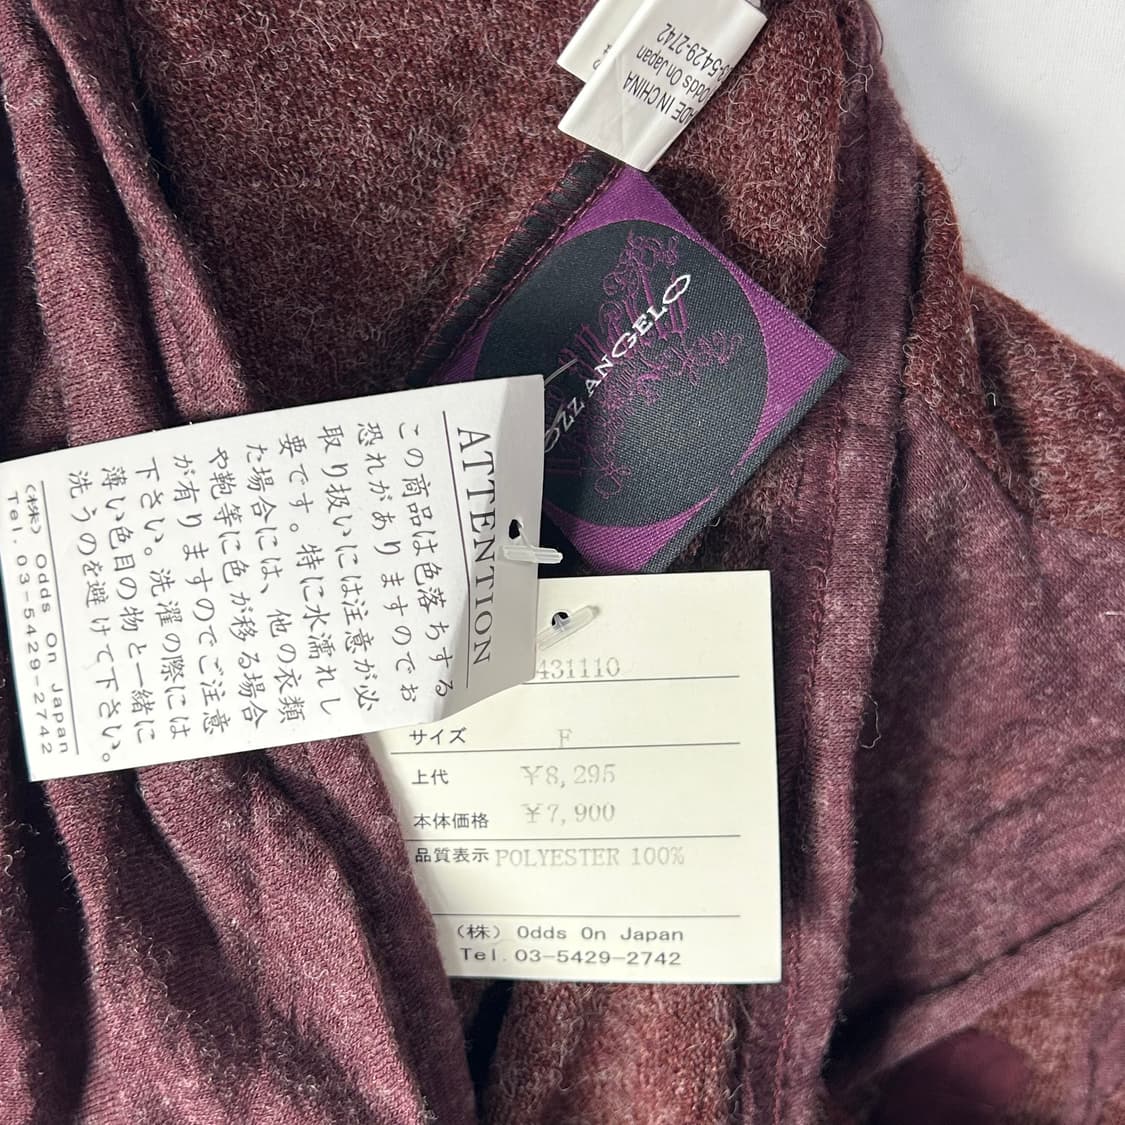 MADE IN CHINA
Odds On Japan
03-5429-2742
OZZ ANGELO
ATTENTION
この商品は色落ちする
恐れがありますのでお
取り扱いには注意が必
要です。特に水濡れし
た場合には、他の衣類
や鞄等に色が移る場合
が有りますのでご注意
下さい。洗濯の際には
薄い色目の物と一緒に
洗うのを避けて下さい。
(株) Odds On Japan
Tel.03-5429-2742
431110
サイズ F
上代 ¥8,295
本体価格 ¥7,900
品質表示 POLYESTER 100%
(株) Odds On Japan
Tel.03-5429-2742